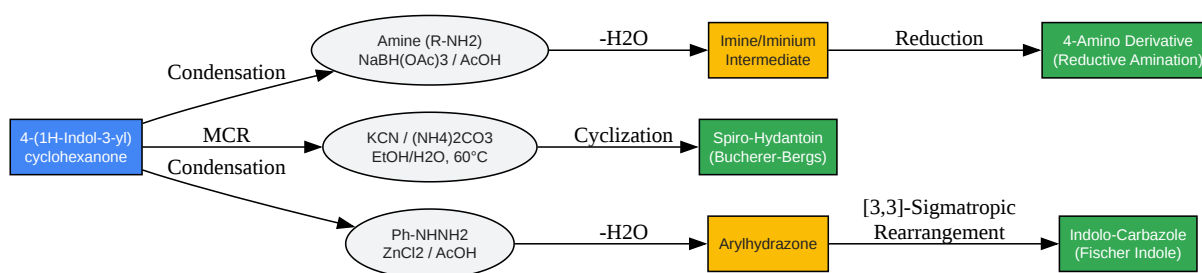 Condensation
Amine (R-NH2)
NaBH(OAc)3 / AcOH
-H2O
Imine/Iminium
Intermediate
Reduction
4-Amino Derivative
(Reductive Amination)
4-(1H-Indol-3-yl)
cyclohexanone
MCR
KCN / (NH4)2CO3
EtOH/H2O, 60°C
Cyclization
Spiro-Hydantoin
(Bucherer-Bergs)
Condensation
Ph-NHNH2
ZnCl2 / AcOH
-H2O
Arylhydrazone
[3,3]-Sigmatropic
Rearrangement
Indolo-Carbazole
(Fischer Indole)